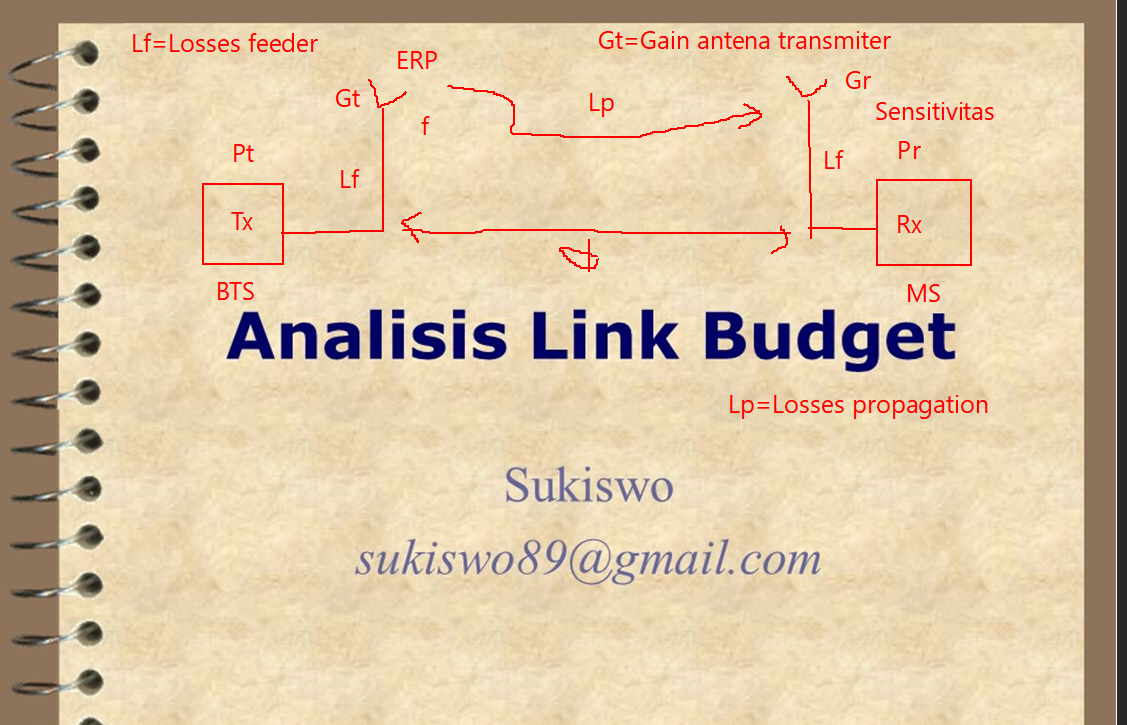 Lf=Losses feeder
Gt=Gain antena transmiter
ERP
Gt
f
Lp
Gr
Sensitivitas
Pt
Lf
Lf
Pr
Tx
Rx
d
BTS
MS
Analisis Link Budget
Lp=Losses propagation
Sukiswo
sukiswo89@gmail.com